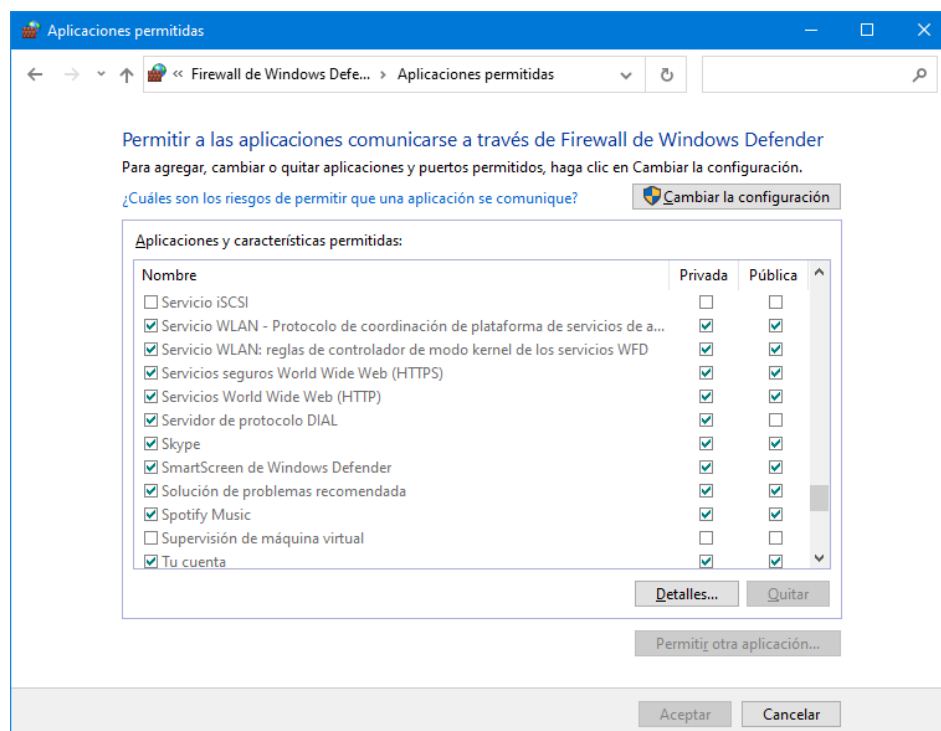 Aplicaciones permitidas
« Firewall de Windows Defe... › Aplicaciones permitidas
Permitir a las aplicaciones comunicarse a través de Firewall de Windows Defender
Para agregar, cambiar o quitar aplicaciones y puertos permitidos, haga clic en Cambiar la configuración.
¿Cuáles son los riesgos de permitir que una aplicación se comunique? Cambiar la configuración
Aplicaciones y características permitidas:
Nombre Privada Pública
Servicio iSCSI
Servicio WLAN - Protocolo de coordinación de plataforma de servicios de a...
Servicio WLAN: reglas de controlador de modo kernel de los servicios WFD
Servicios seguros World Wide Web (HTTPS)
Servicios World Wide Web (HTTP)
Servidor de protocolo DIAL
Skype
SmartScreen de Windows Defender
Solución de problemas recomendada
Spotify Music
Supervisión de máquina virtual
Tu cuenta
Detalles... Quitar
Permitir otra aplicación...
Aceptar Cancelar